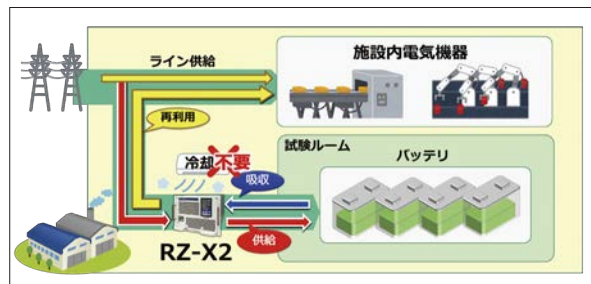 ライン供給
施設内電気機器
再利用
冷却不要
試験ルーム
バッテリ
吸収
供給
RZ-X2